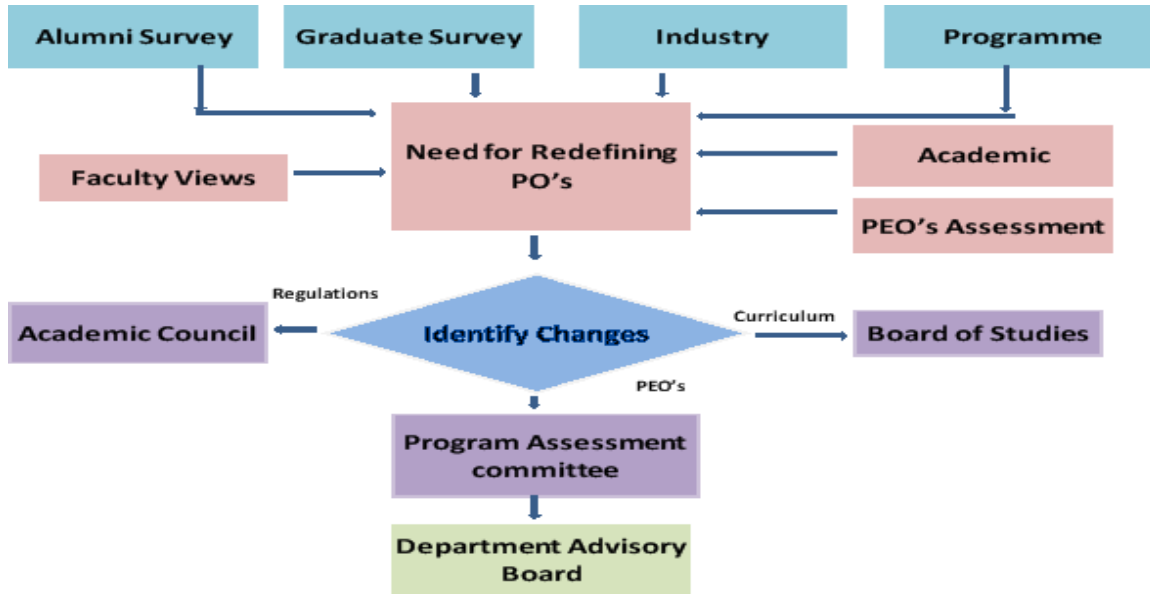 Alumni Survey
Graduate Survey
Industry
Programme
Need for Redefining
PO’s
Faculty Views
Academic
PEO’s Assessment
Regulations
Academic Council
Identify Changes
Curriculum
Board of Studies
PEO’s
Program Assessment
committee
Department Advisory
Board